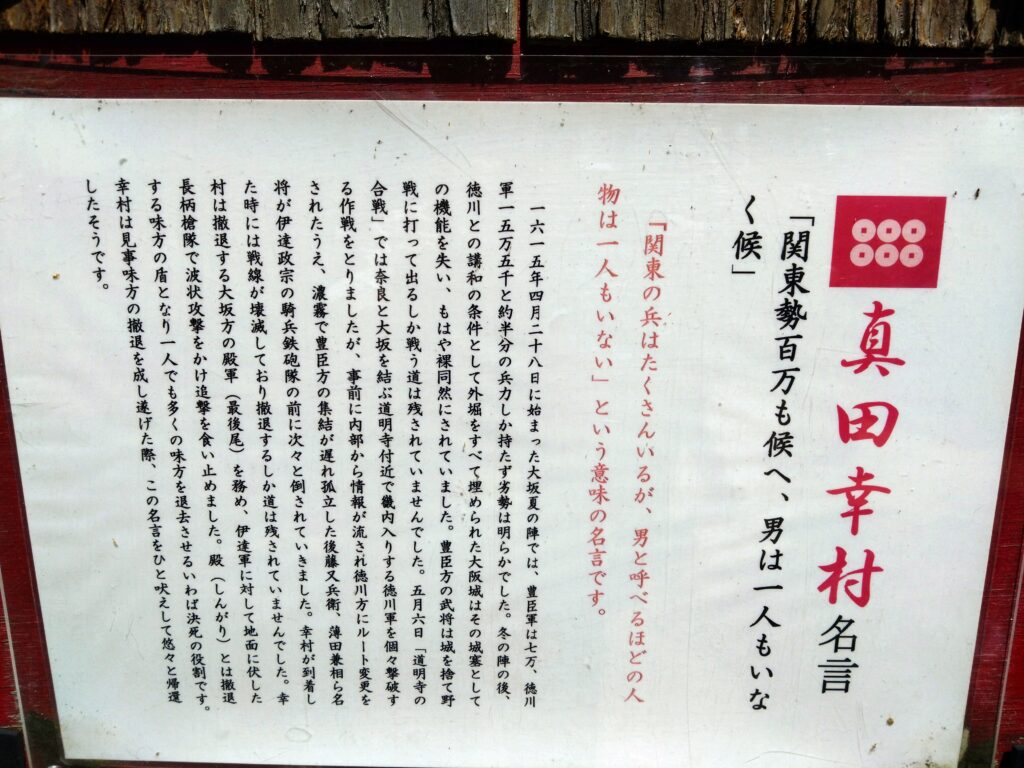 真田幸村名言
「関東勢百万も候へ、男は一人もいな
く候」
「関東の兵はたくさんいるが、男と呼べるほどの人
物は一人もいない」という意味の名言です。
一六一五年四月二十八日に始まった大坂夏の陣では、豊臣軍は七万、徳川
軍一五万五千と約半分の兵力しか持たず劣勢は明らかでした。冬の陣の後、
徳川との講和の条件として外堀をすべて埋められた大阪城はその城塞として
の機能を失い、もはや裸同然にされていました。豊臣方の武将は城を捨て野
戦に打って出るしか戦う道は残されていませんでした。五月六日「道明寺の
合戦」では奈良と大坂を結ぶ道明寺付近で畿内入りする徳川軍を個々撃破す
る作戦をとりましたが、事前に内部から情報が流され徳川方にルート変更を
されたうえ、濃霧で豊臣方の集結が遅れ孤立した後藤又兵衛、薄田兼相ら名
将が伊達政宗の騎兵鉄砲隊の前に次々と倒されていきました。幸村が到着し
た時には戦線が壊滅しており撤退するしか道は残されていませんでした。幸
村は撤退する大坂方の殿軍（最後尾）を務め、伊達軍に対して地面に伏した
長柄槍隊で波状攻撃をかけ追撃を食い止めました。殿（しんがり）とは撤退
する味方の盾となり一人でも多くの味方を退去させるいわば決死の役割です。
幸村は見事味方の撤退を成し遂げた際、この名言をひと吠えして悠々と帰還
したそうです。